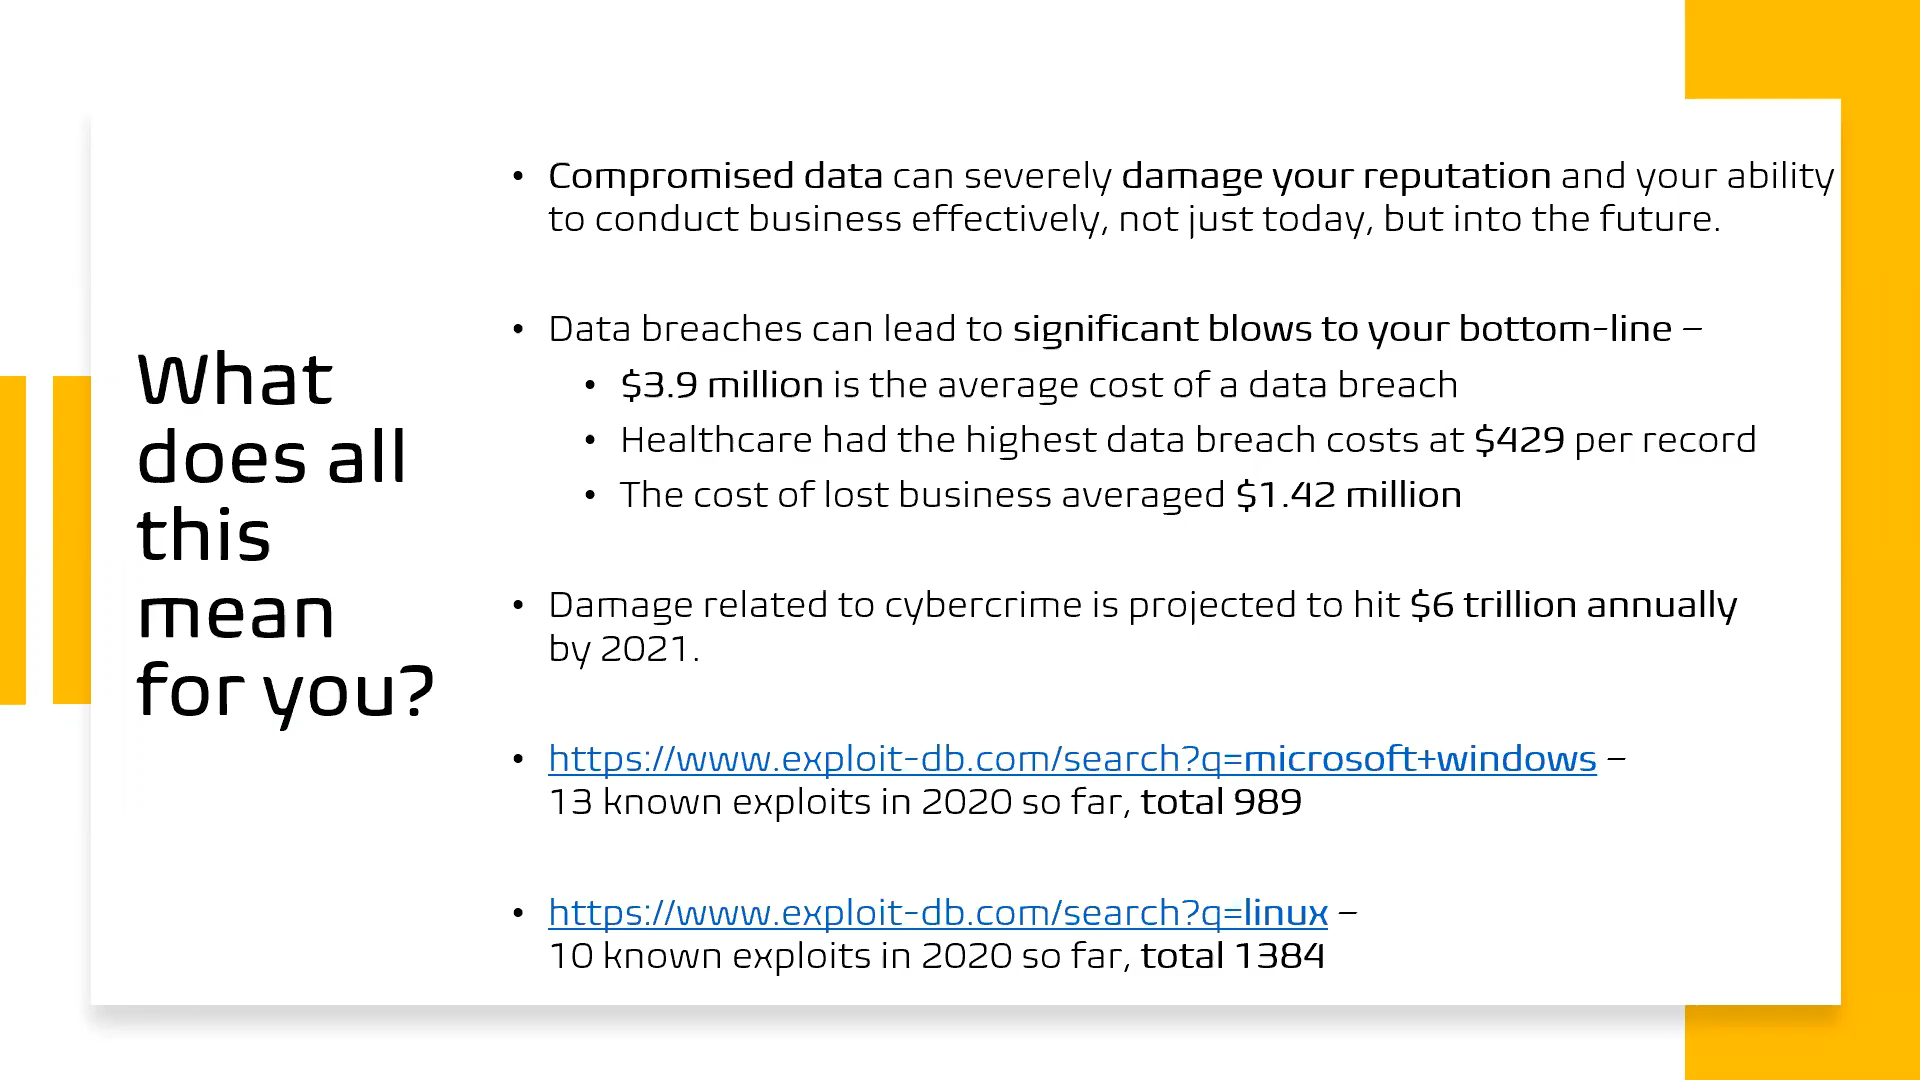 What
does all
this
mean
for you?
• Compromised data can severely damage your reputation and your ability
to conduct business effectively, not just today, but into the future.
• Data breaches can lead to significant blows to your bottom-line –
• $3.9 million is the average cost of a data breach
• Healthcare had the highest data breach costs at $429 per record
• The cost of lost business averaged $1.42 million
• Damage related to cybercrime is projected to hit $6 trillion annually
by 2021.
• https://www.exploit-db.com/search?q=microsoft+windows –
13 known exploits in 2020 so far, total 989
• https://www.exploit-db.com/search?q=linux –
10 known exploits in 2020 so far, total 1384